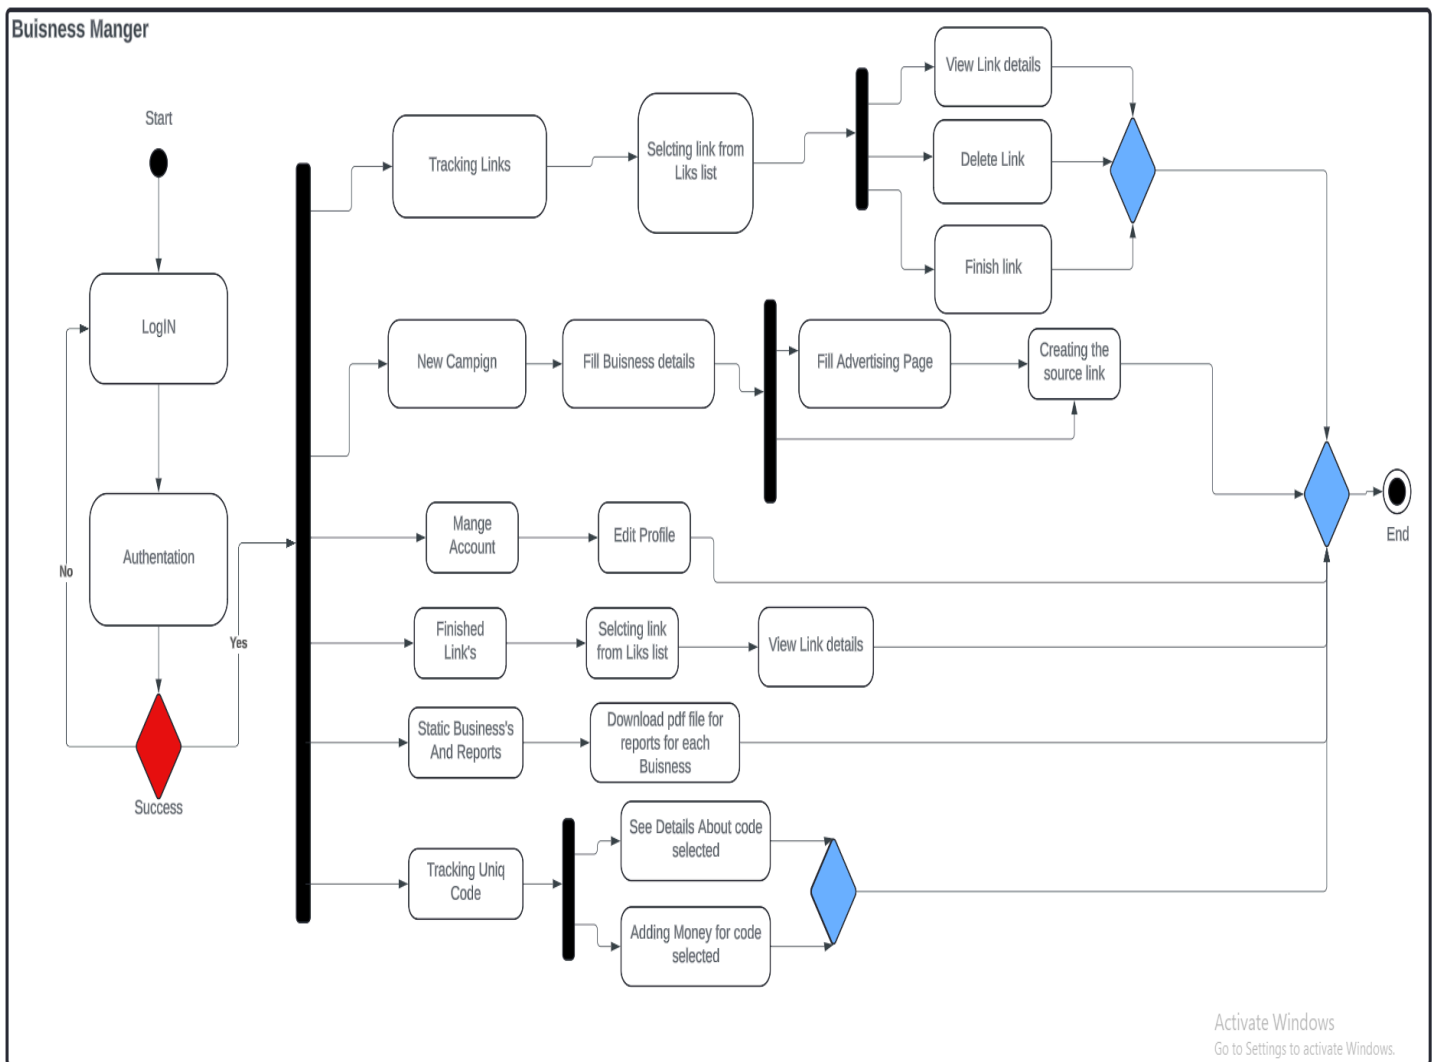 Buisness Manger
Start
LogIN
Authentation
No
Yes
Success
Tracking Links
Selcting link from
Liks list
View Link details
Delete Link
Finish link
New Campign
Fill Buisness details
Fill Advertising Page
Creating the
source link
Mange
Account
Edit Profile
End
Finished
Link's
Selcting link
from Liks list
View Link details
Static Business's
And Reports
Download pdf file for
reports for each
Buisness
Tracking Uniq
Code
See Details About code
selected
Adding Money for code
selected
Activate Windows
Go to Settings to activate Windows.